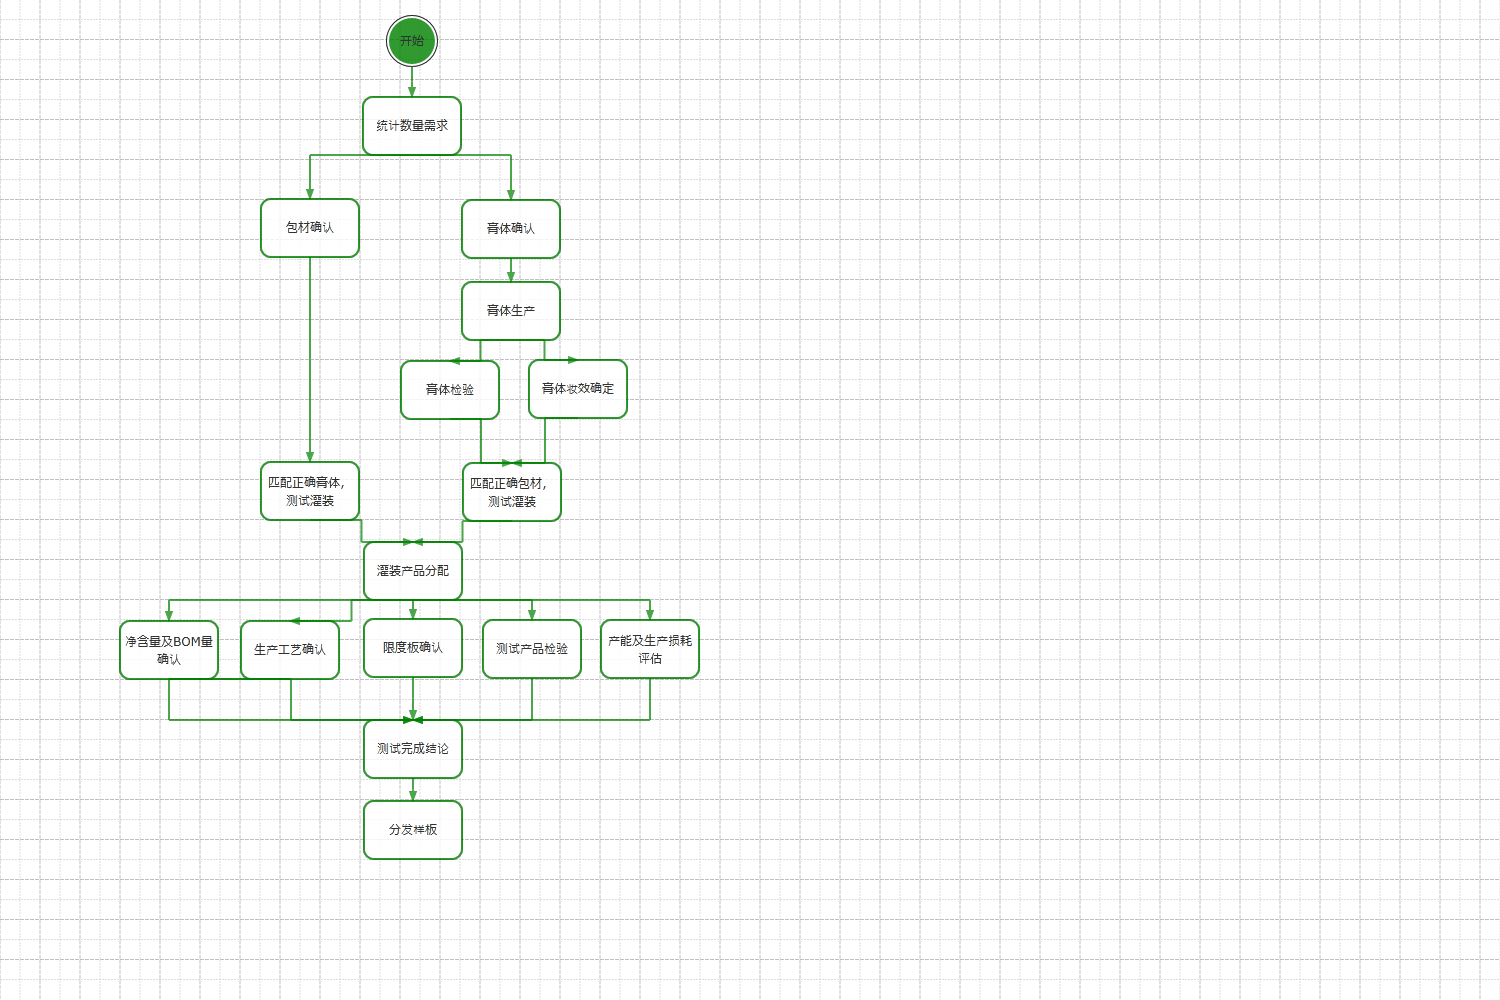 开始
统计数量需求
包材确认
膏体确认
膏体生产
膏体检验
膏体妆效确定
匹配正确膏体，
测试灌装
匹配正确包材，
测试灌装
灌装产品分配
净含量及BOM量
确认
生产工艺确认
限度板确认
测试产品检验
产能及生产损耗
评估
测试完成结论
分发样板